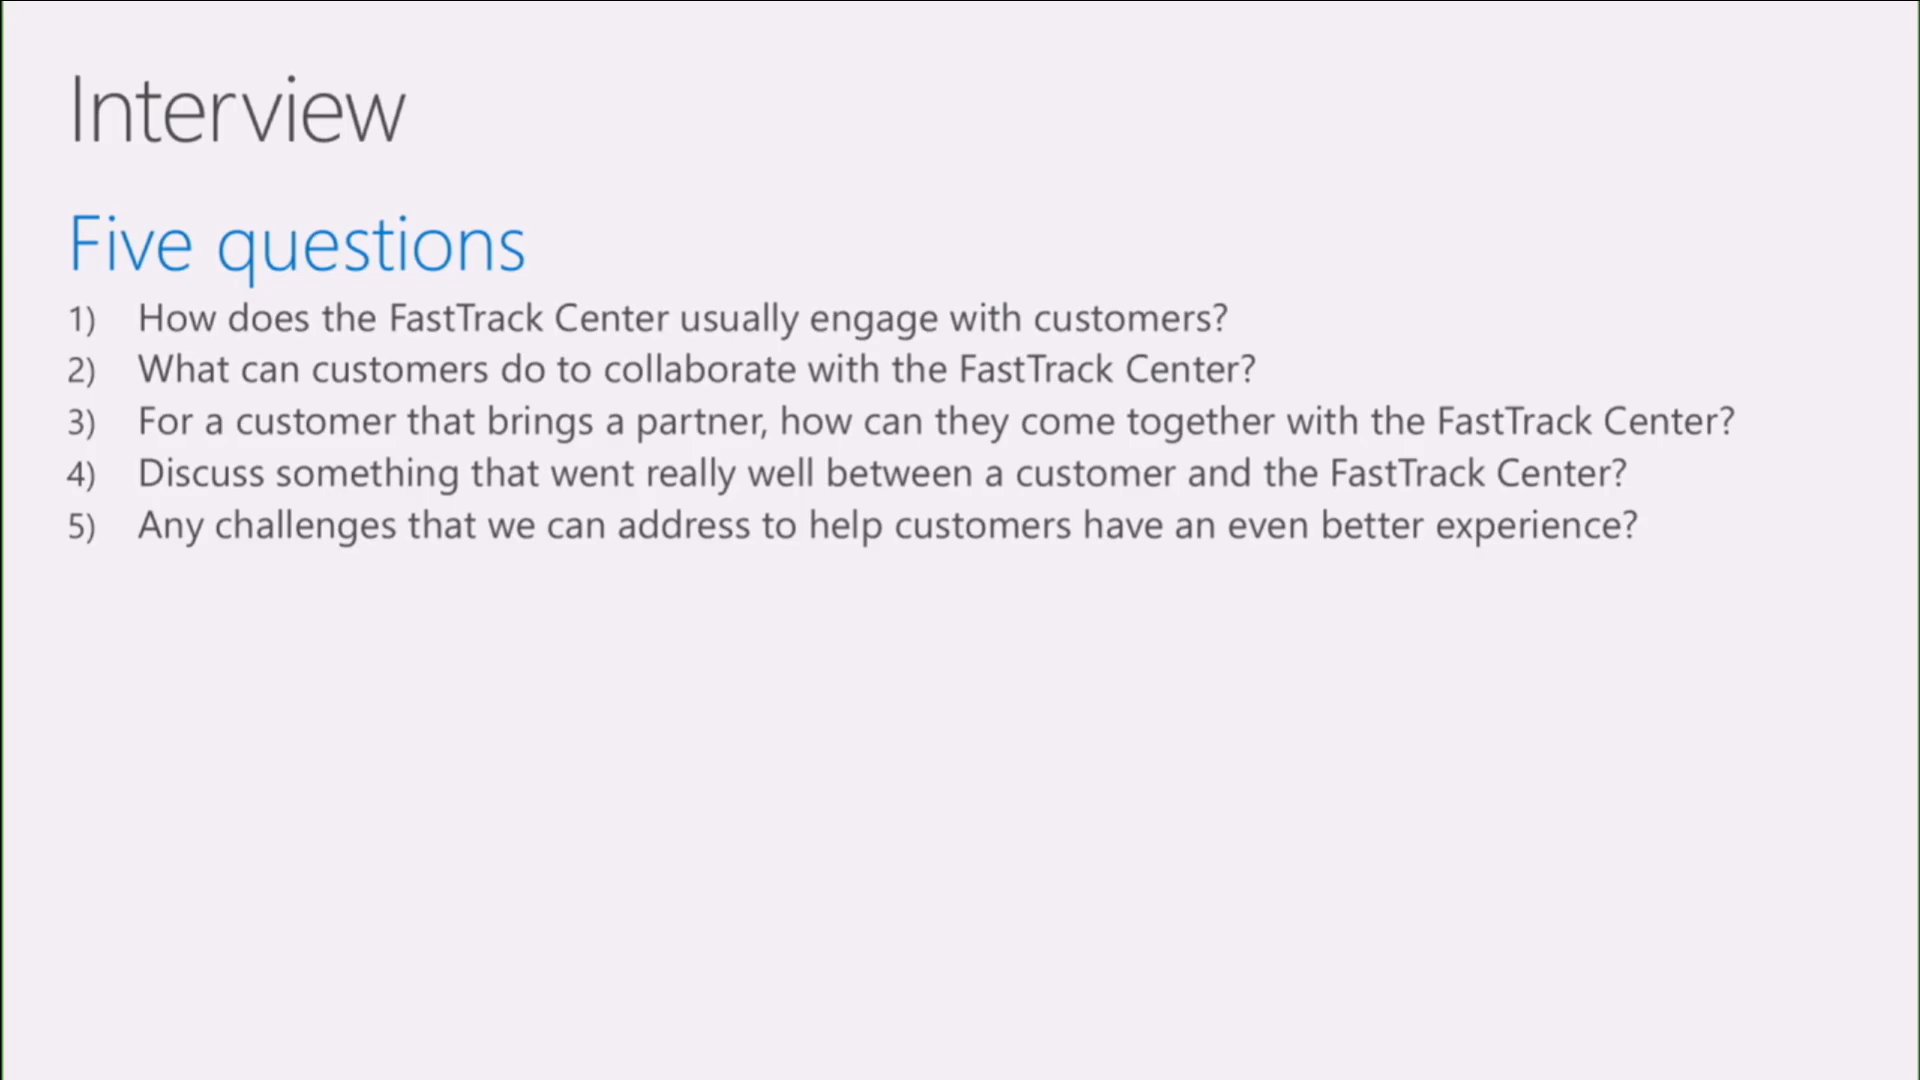 Interview
Five questions
1) How does the FastTrack Center usually engage with customers?
2) What can customers do to collaborate with the FastTrack Center?
3) For a customer that brings a partner, how can they come together with the FastTrack Center?
4) Discuss something that went really well between a customer and the FastTrack Center?
5) Any challenges that we can address to help customers have an even better experience?